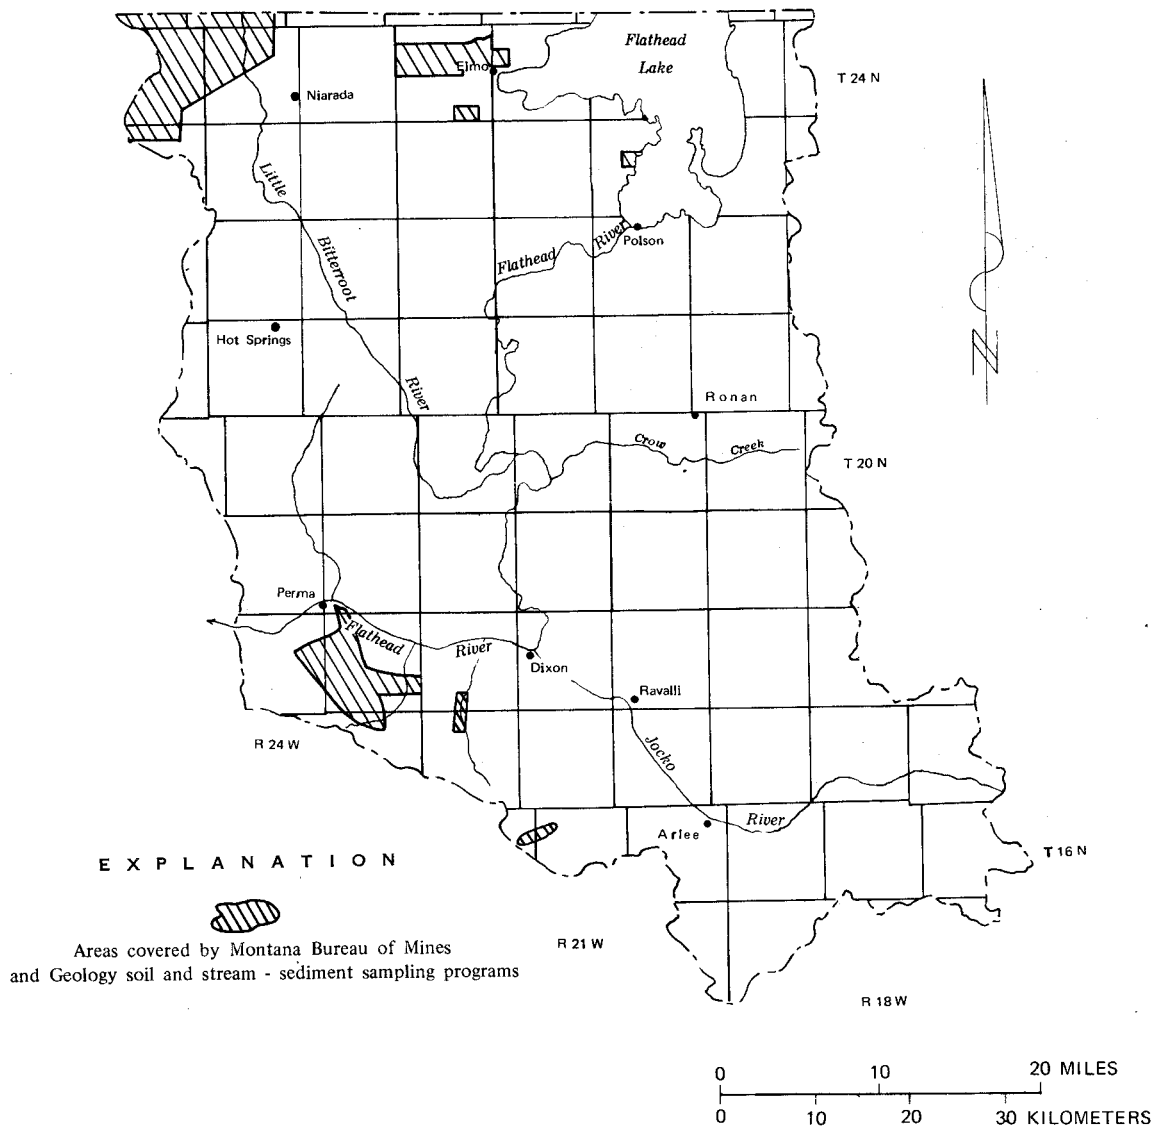 Flathead
Lake
T 24 N
Elmo
Niarada
Little
Bitterroot
River
Flathead
River
Polson
Hot Springs
Ronan
Crow
Creek
T 20 N
Perma
Flathead
River
Dixon
Ravalli
R 24 W
Jocko
River
Arlee
T 16 N
EXPLANATION
Areas covered by Montana Bureau of Mines
and Geology soil and stream - sediment sampling programs
R 21 W
R 18 W
N
0 10 20 MILES
0 10 20 30 KILOMETERS